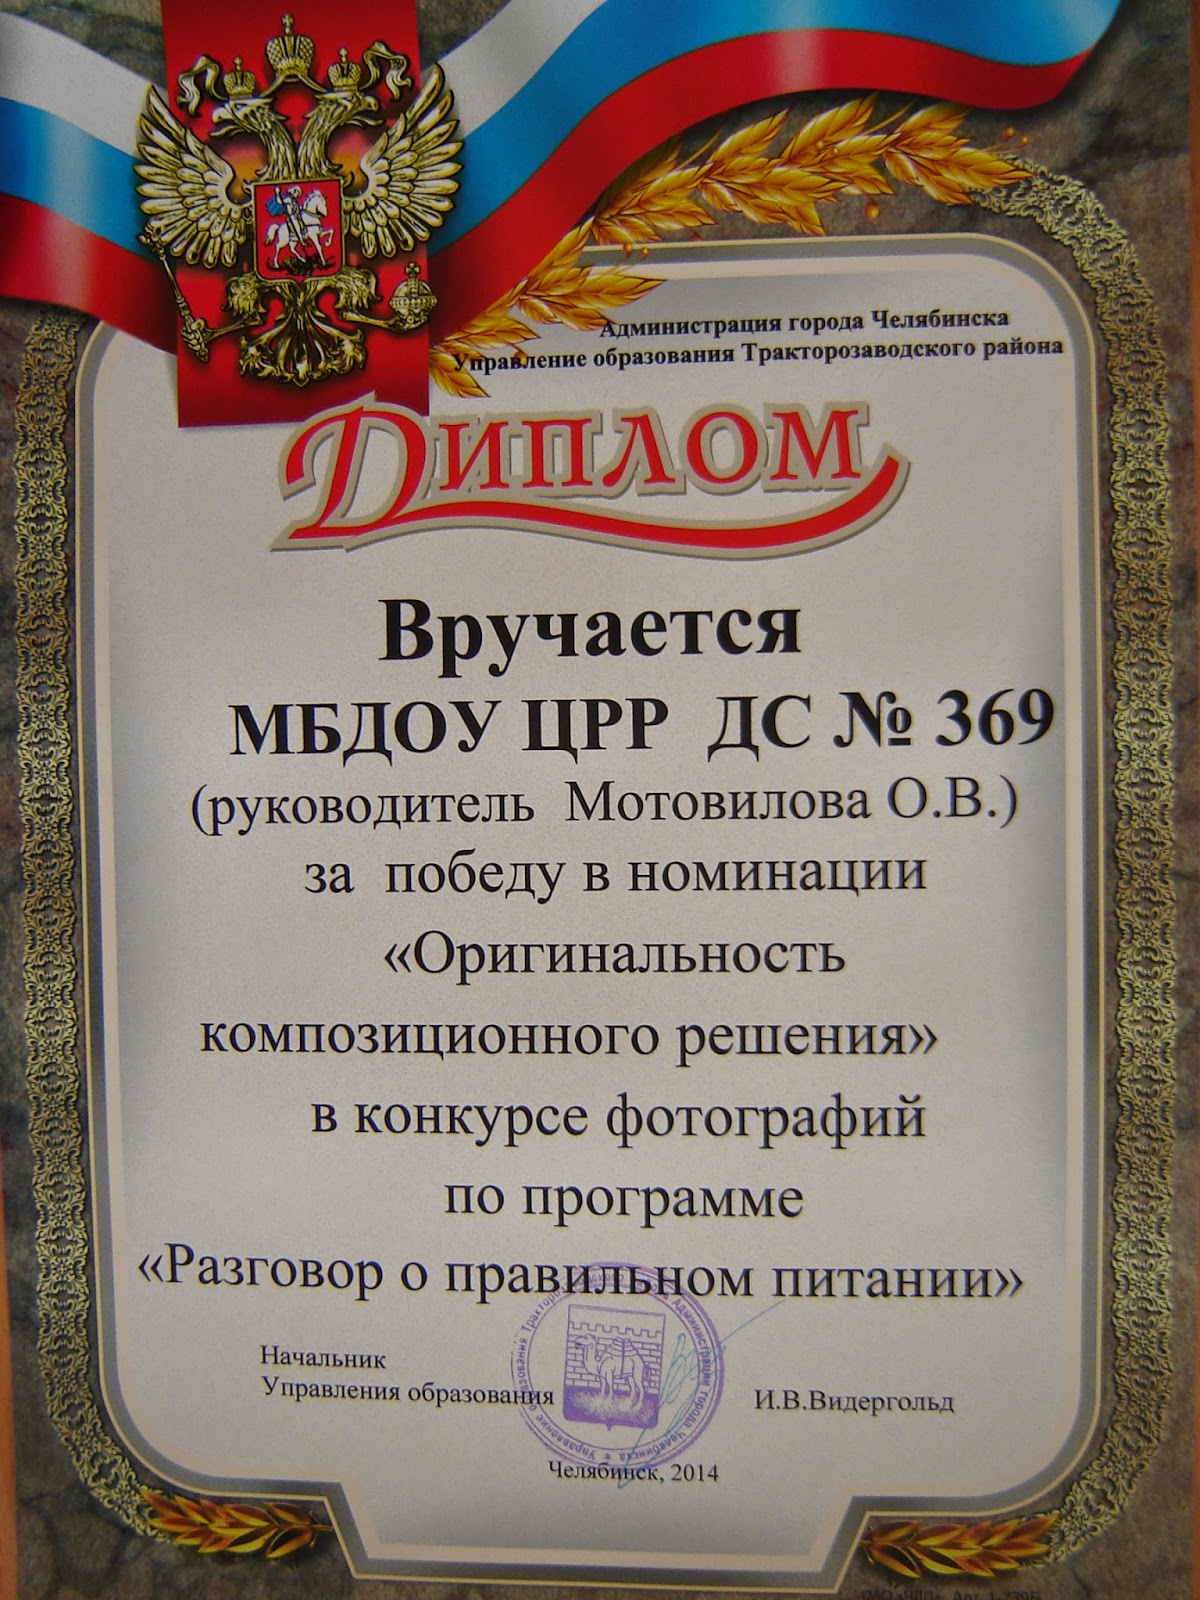 Администрация города Челябинска
Управление образования Тракторозаводского района
Диплом
Вручается
МБДОУ ЦРР ДС № 369
(руководитель Мотовилова О.В.)
за победу в номинации
«Оригинальность
композиционного решения»
в конкурсе фотографий
по программе
«Разговор о правильном питании»
Начальник
Управления образования
И.В.Видергольд
Челябинск, 2014